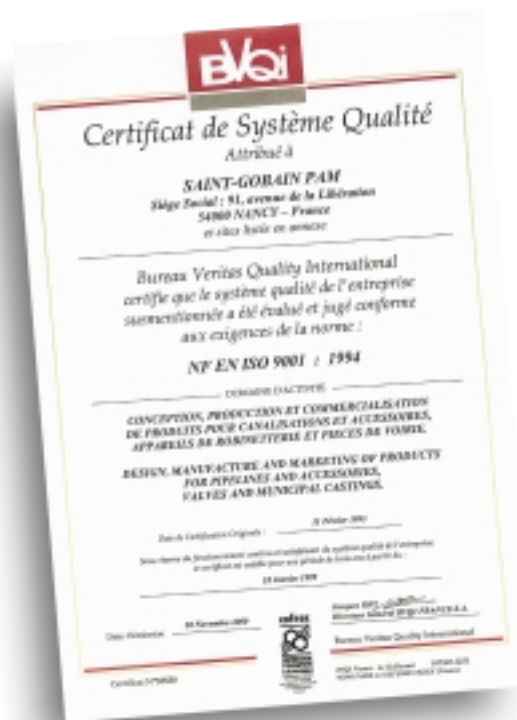 BVQi
Certificat de Système Qualité
Attribué à
SAINT-GOBAIN PAM
Siège Social : 91, avenue de la Libération
54000 NANCY – France
et sites listés en annexe
Bureau Veritas Quality International
certifie que le système qualité de l'entreprise
susmentionnée a été évalué et jugé conforme
aux exigences de la norme :
NF EN ISO 9001 : 1994
DOMAINE D'ACTIVITÉ
CONCEPTION, PRODUCTION ET COMMERCIALISATION
DE PRODUITS POUR CANALISATIONS ET ACCESSOIRES,
APPAREILS DE ROBINETTERIE ET PIECES DE VOIRIE.
DESIGN, MANUFACTURE AND MARKETING OF PRODUCTS
FOR PIPELINES AND ACCESSORIES,
VALVES AND MUNICIPAL CASTINGS.
Date de Certification Originale :
Bureau Veritas Quality International